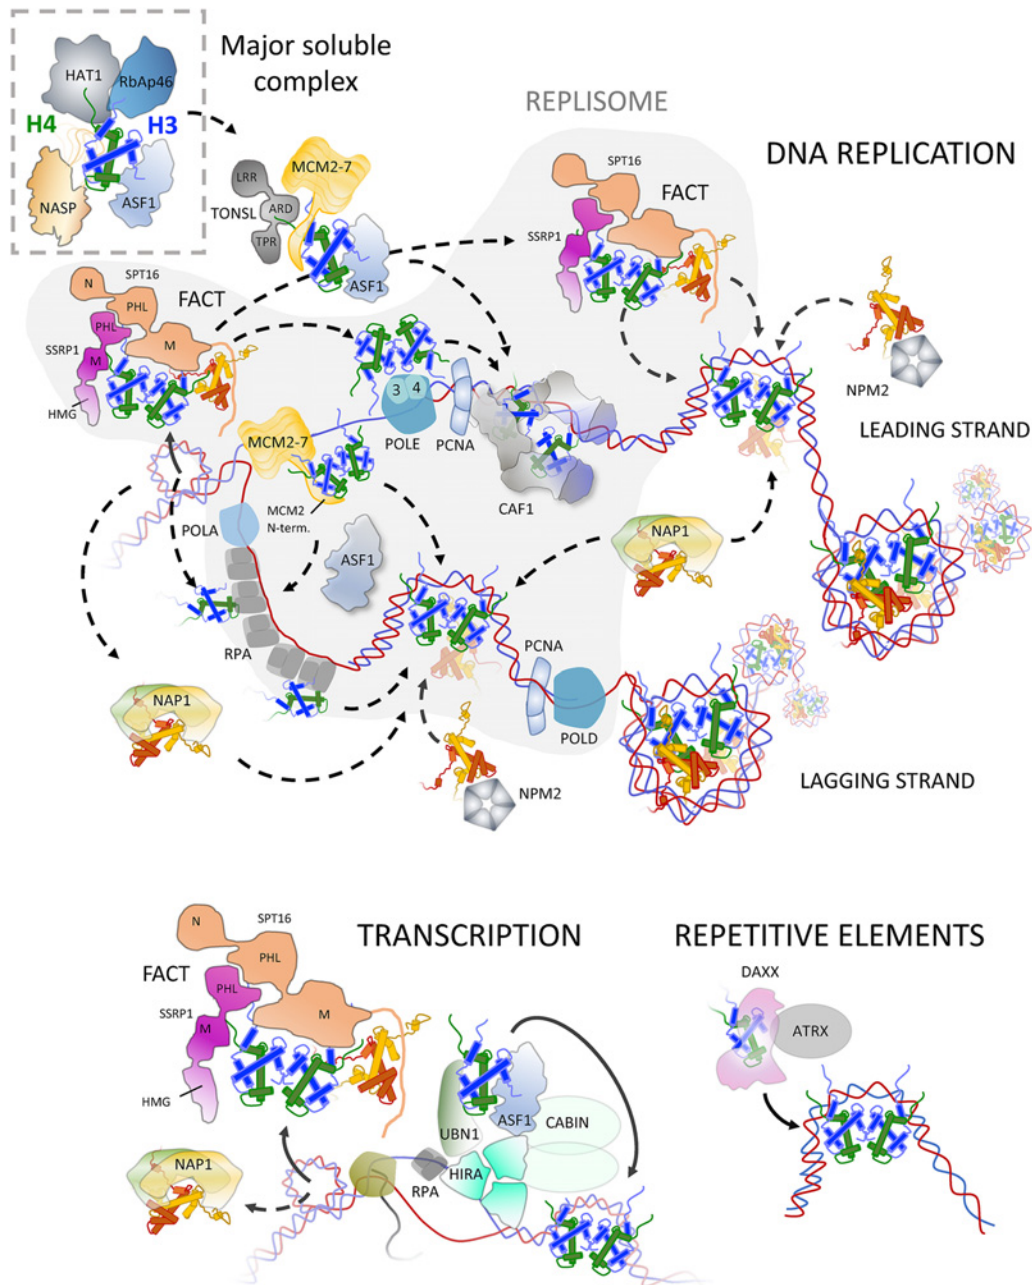 Major soluble
complex
HAT1
RbAp46
H4
H3
NASP
ASF1
REPLISOME
DNA REPLICATION
MCM2-7
LRR
ARD
TONSL
TPR
ASF1
SPT16
FACT
SSRP1
N
SPT16
PHL
FACT
PHL
SSRP1
M
M
HMG
NPM2
LEADING STRAND
3
4
POLE
PCNA
MCM2-7
CAF1
MCM2
N-term.
POLA
ASF1
NAP1
RPA
PCNA
NAP1
POLD
NPM2
LAGGING STRAND
TRANSCRIPTION
REPETITIVE ELEMENTS
N
SPT16
PHL
FACT
PHL
SSRP1
M
M
HMG
DAXX
ATRX
ASF1
CABIN
UBN1
NAP1
RPA
HIRA